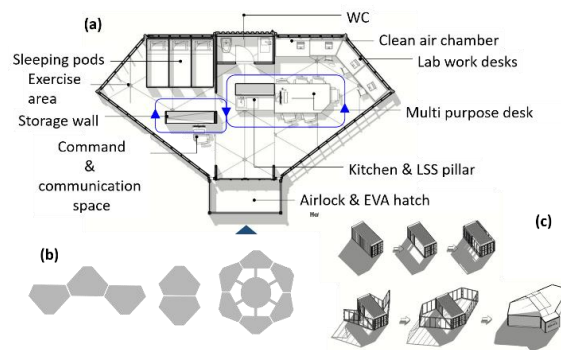 WC
(a)
Clean air chamber
Sleeping pods
Lab work desks
Exercise
area
Storage wall
Multi purpose desk
Command
&
communication
space
Kitchen & LSS pillar
Airlock & EVA hatch
(c)
(b)